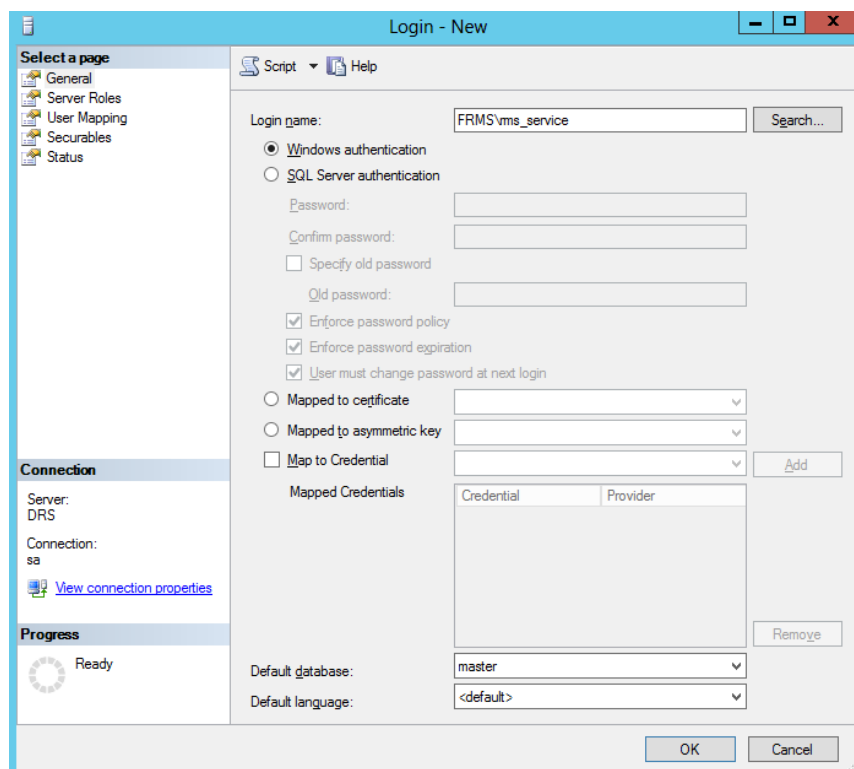 Login - New
Select a page
General
Server Roles
User Mapping
Securables
Status
Script
Help
Login name:
FRMS\rms_service
Search...
Windows authentication
SQL Server authentication
Password:
Confirm password:
Specify old password
Old password:
Enforce password policy
Enforce password expiration
User must change password at next login
Mapped to certificate
Mapped to asymmetric key
Map to Credential
Add
Mapped Credentials
Credential
Provider
Remove
Default database:
master
Default language:
<default>
Connection
Server:
DRS
Connection:
sa
View connection properties
Progress
Ready
OK
Cancel